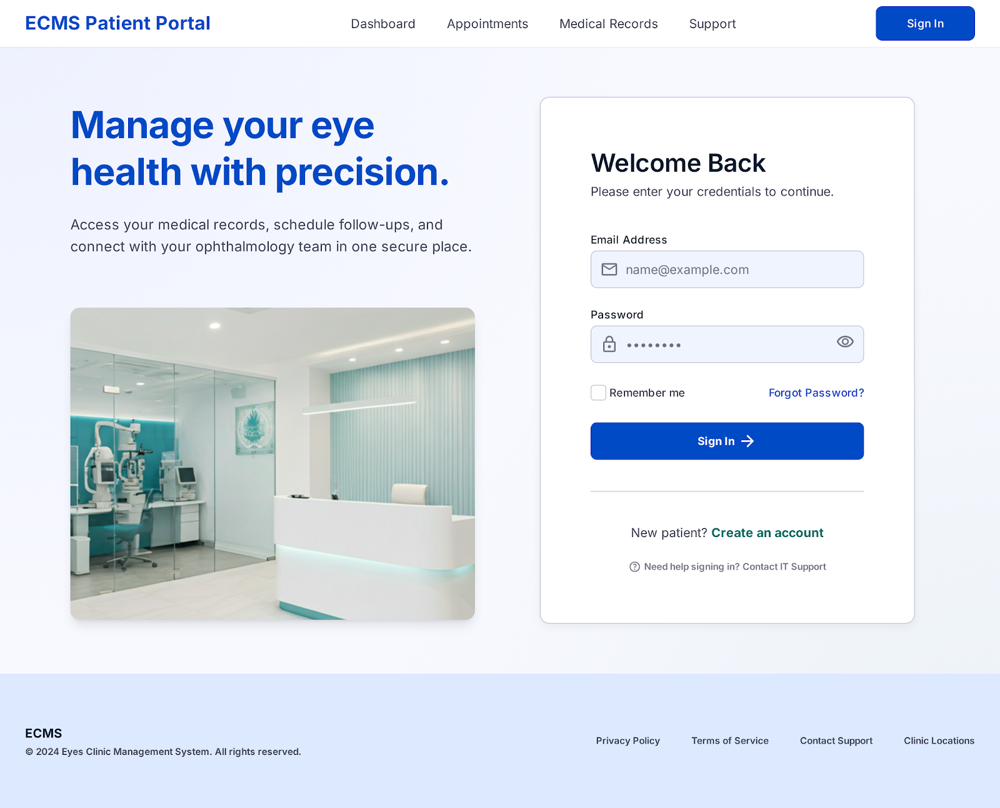 ECMS Patient Portal
Dashboard
Appointments
Medical Records
Support
Sign In
Manage your eye
health with precision.
Access your medical records, schedule follow-ups, and
connect with your ophthalmology team in one secure place.
Welcome Back
Please enter your credentials to continue.
Email Address
name@example.com
Password
••••••••
Remember me
Forgot Password?
Sign In
New patient? Create an account
Need help signing in? Contact IT Support
ECMS
© 2024 Eyes Clinic Management System. All rights reserved.
Privacy Policy
Terms of Service
Contact Support
Clinic Locations